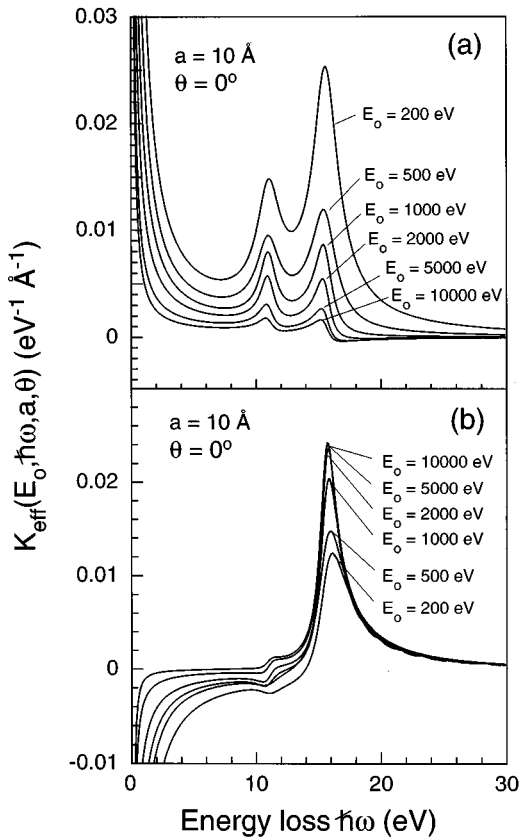 0.03
(a)
a = 10 Å
θ = 0º
E₀ = 200 eV
0.02
E₀ = 500 eV
E₀ = 1000 eV
0.01
E₀ = 2000 eV
E₀ = 5000 eV
E₀ = 10000 eV
0
K_eff(E₀,ħω,a,θ) (eV⁻¹ Å⁻¹)
(b)
a = 10 Å
θ = 0º
E₀ = 10000 eV
0.02
E₀ = 5000 eV
E₀ = 2000 eV
E₀ = 1000 eV
0.01
E₀ = 500 eV
E₀ = 200 eV
0
-0.01
0 10 20 30
Energy loss ħω (eV)